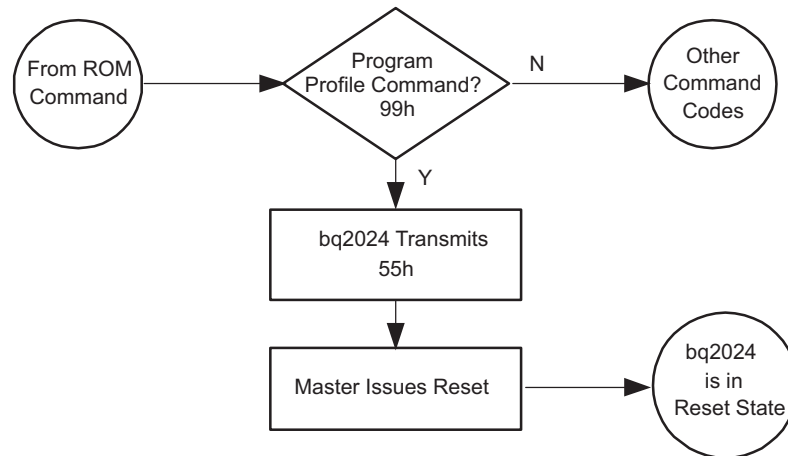 From ROM
Command
Program
Profile Command?
99h
N
Other
Command
Codes
Y
bq2024 Transmits
55h
Master Issues Reset
bq2024
is in
Reset State